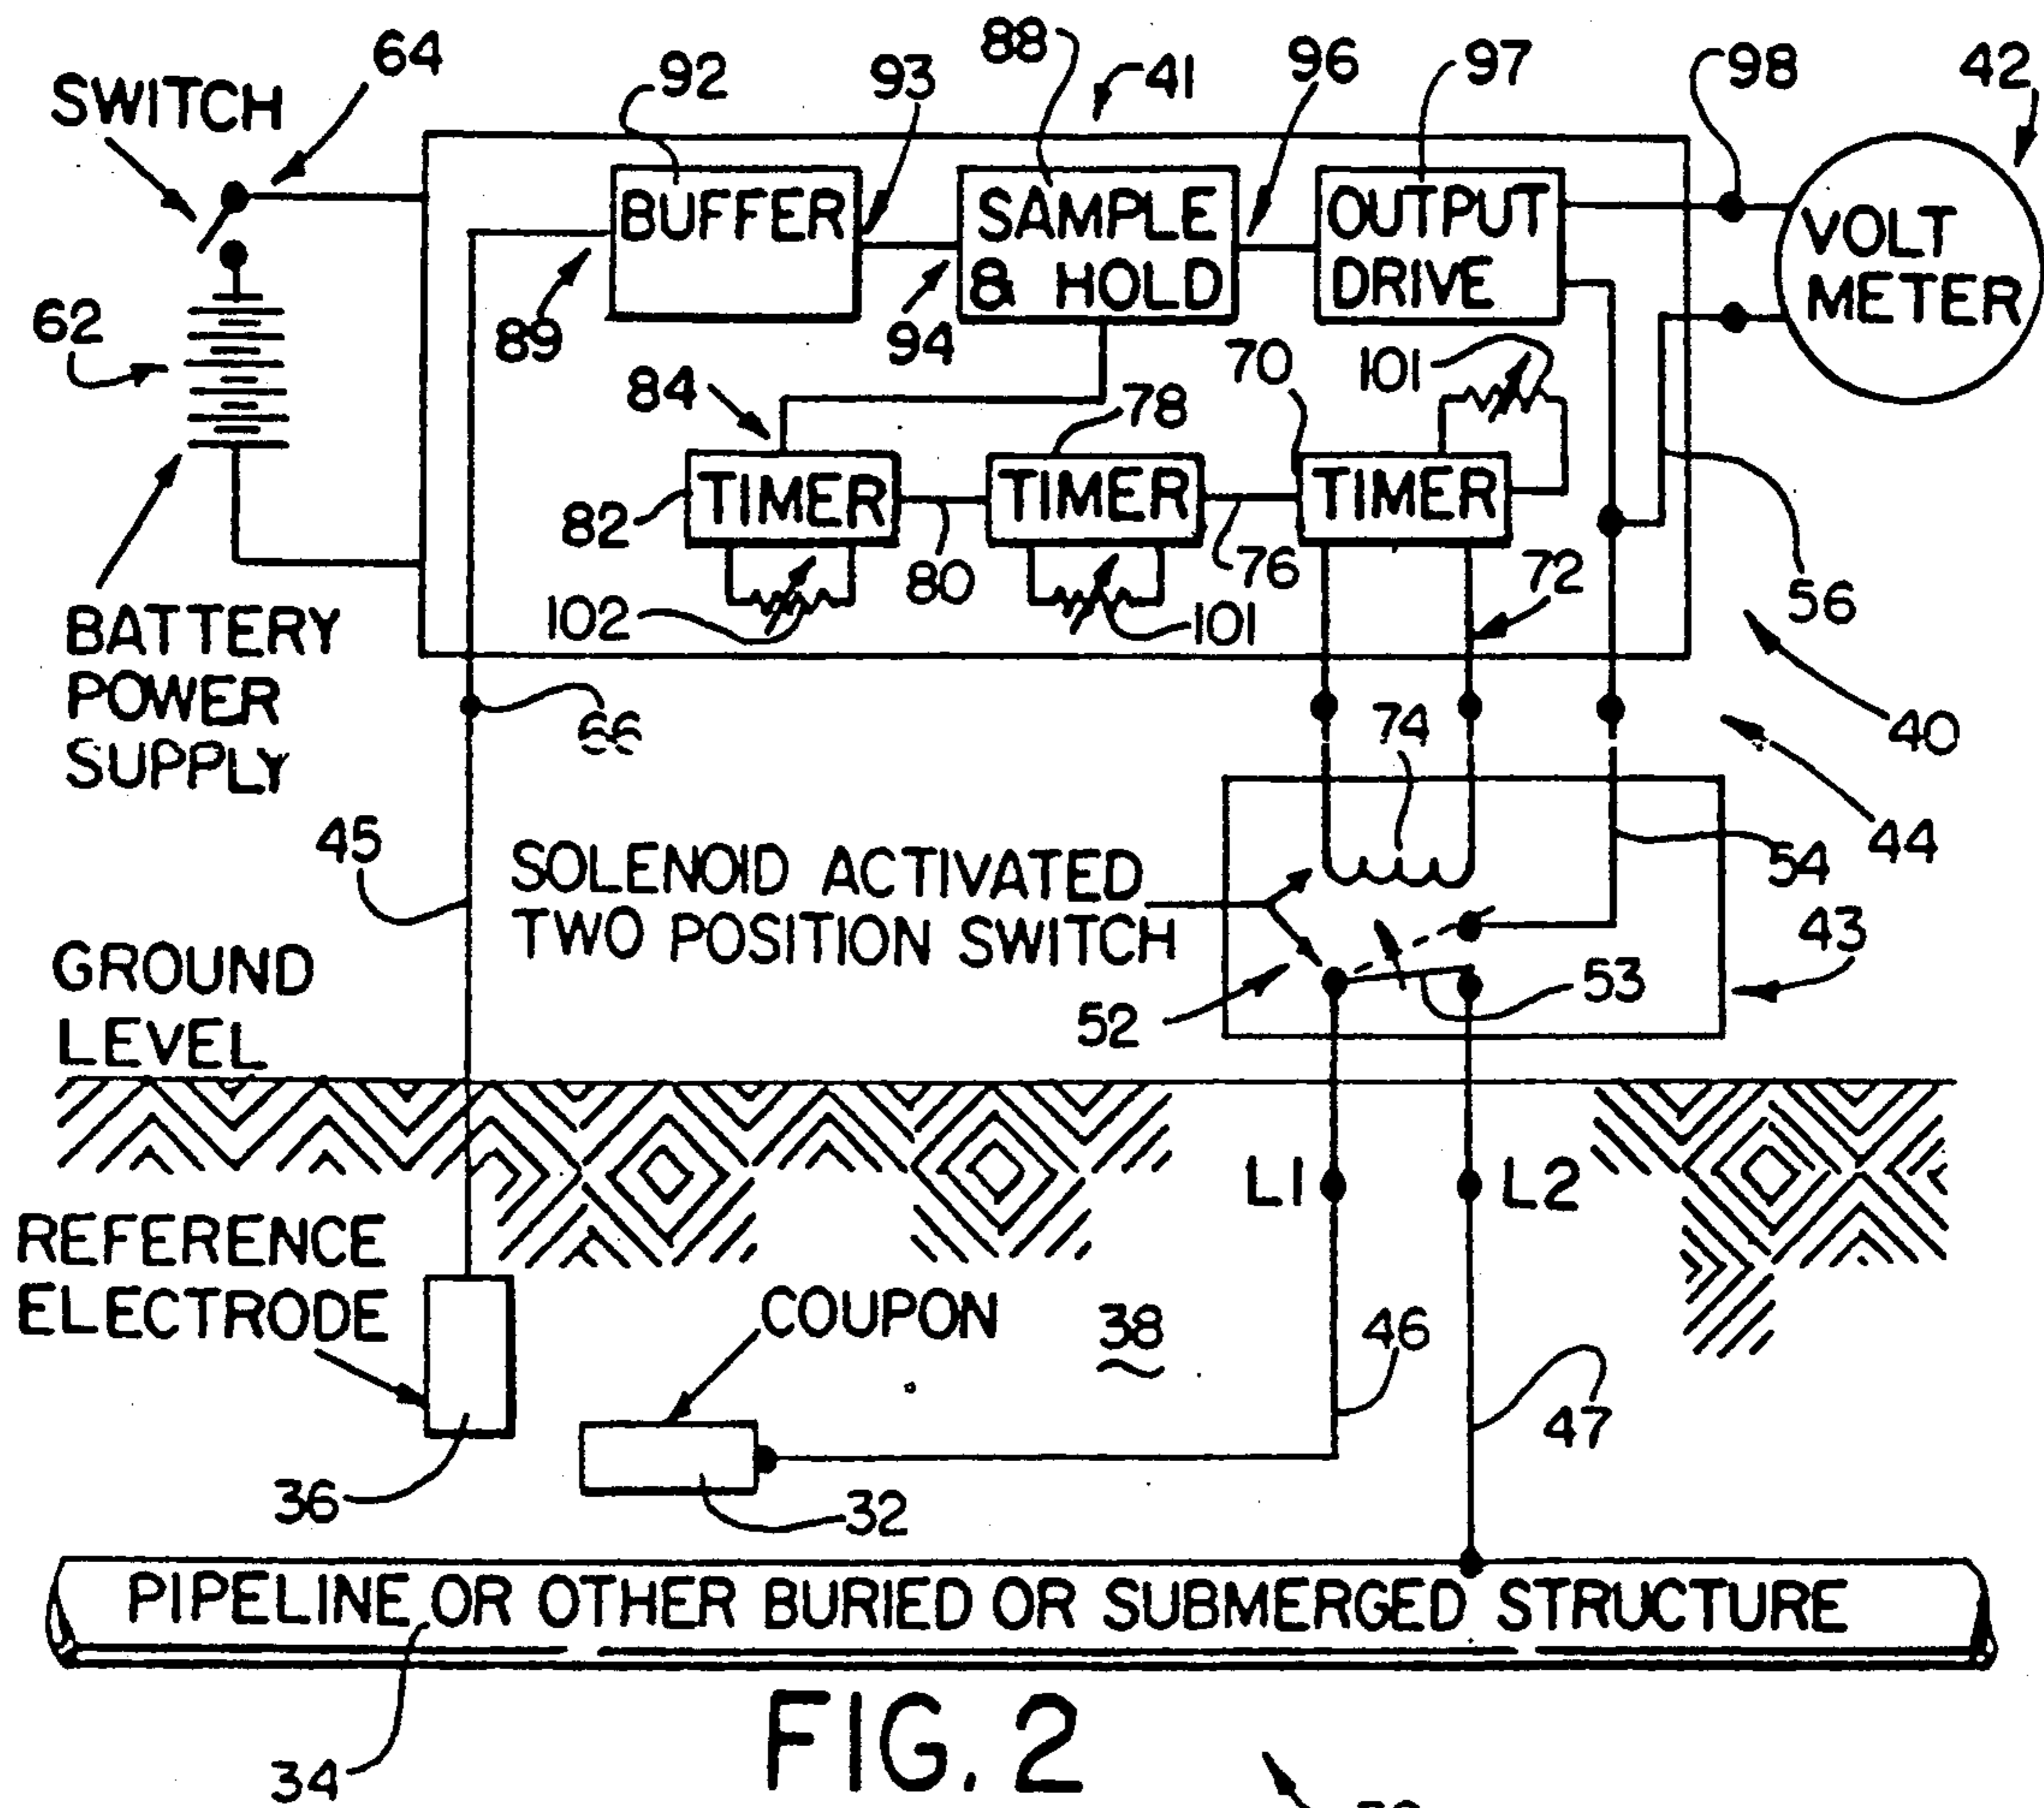 64
SWITCH
92
93
88
41
96
97
98
42
BUFFER
SAMPLE
& HOLD
OUTPUT
DRIVE
VOLT
METER
62
89
94
84
78
70
101
82
TIMER
TIMER
TIMER
102
80
101
76
72
56
BATTERY
POWER
SUPPLY
66
74
40
44
45
SOLENOID ACTIVATED
TWO POSITION SWITCH
54
43
GROUND
LEVEL
52
53
L1
L2
REFERENCE
ELECTRODE
COUPON
38
46
47
36
32
PIPELINE OR OTHER BURIED OR SUBMERGED STRUCTURE
34
FIG. 2